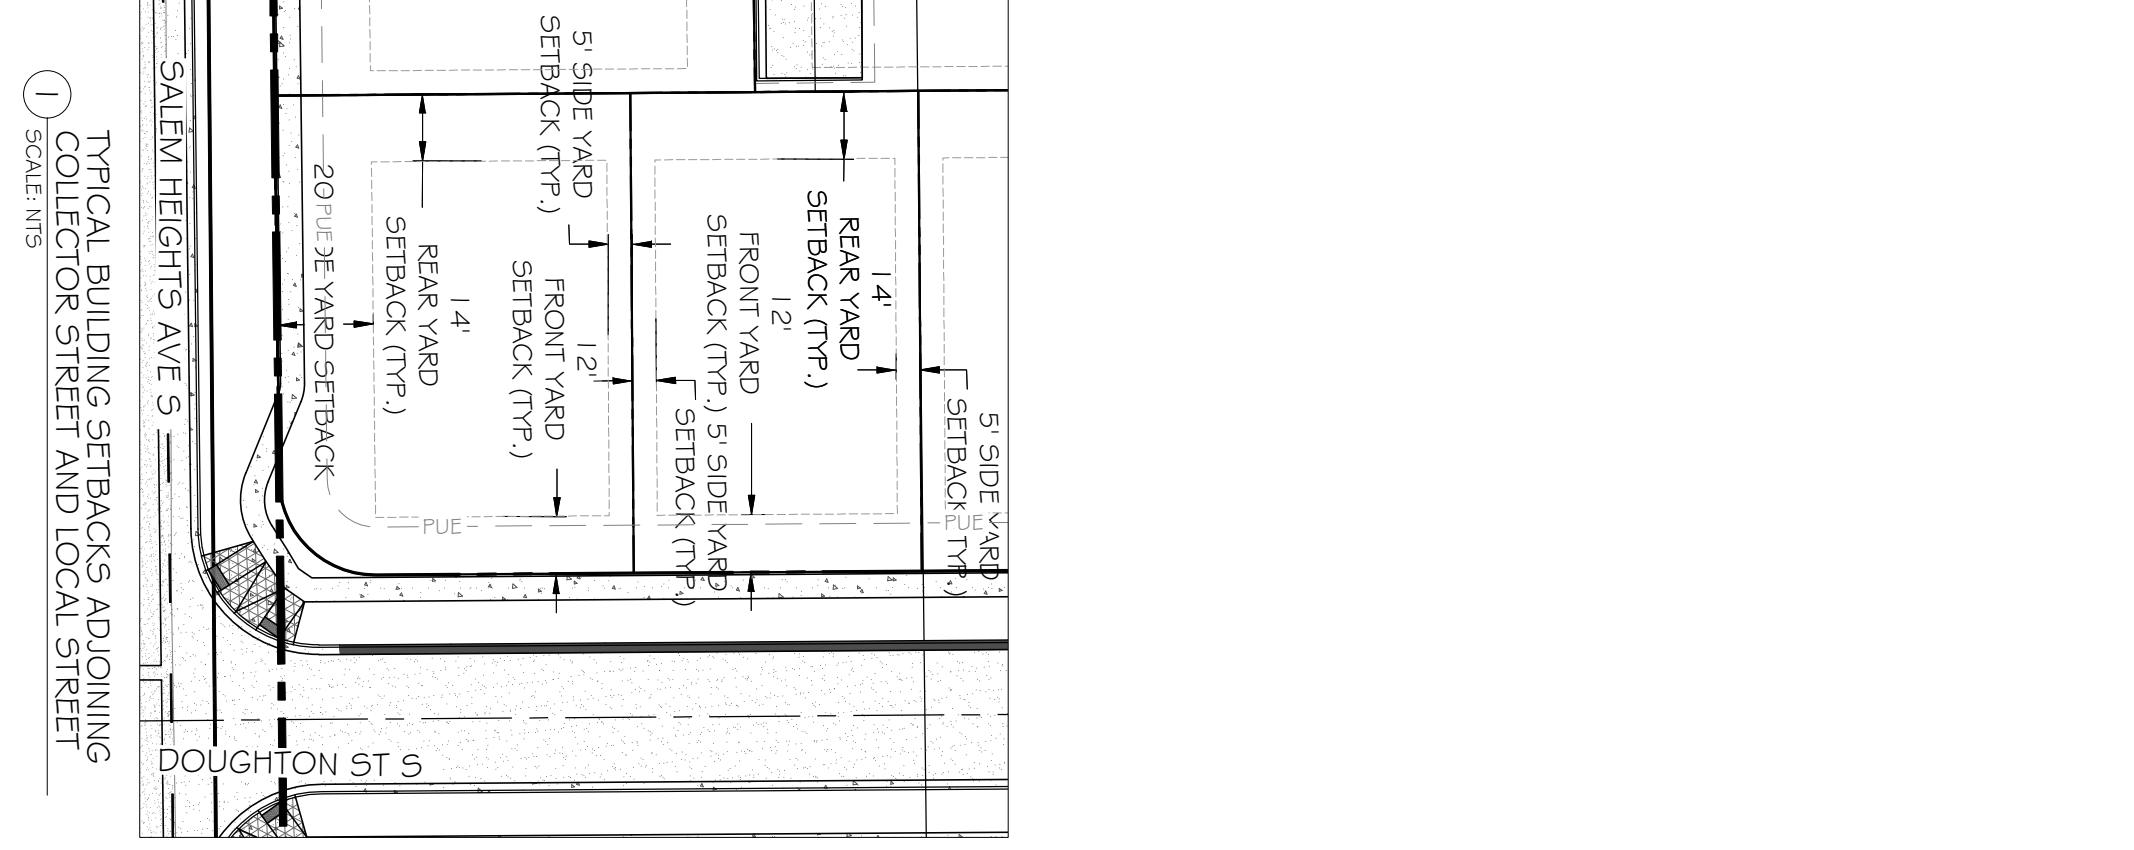 1
TYPICAL BUILDING SETBACKS ADJOINING
COLLECTOR STREET AND LOCAL STREET
SCALE: NTS
SALEM HEIGHTS AVE S
5' SIDE YARD
SETBACK (TYP.)
14'
REAR YARD
SETBACK (TYP.)
12'
FRONT YARD
SETBACK (TYP.)
14'
REAR YARD
SETBACK (TYP.)
12'
FRONT YARD
SETBACK (TYP.)
5' SIDE YARD
SETBACK (TYP.)
5' SIDE YARD
SETBACK (TYP.)
20
PUE
YARD SETBACK
PUE
PUE
DOUGHTON ST S